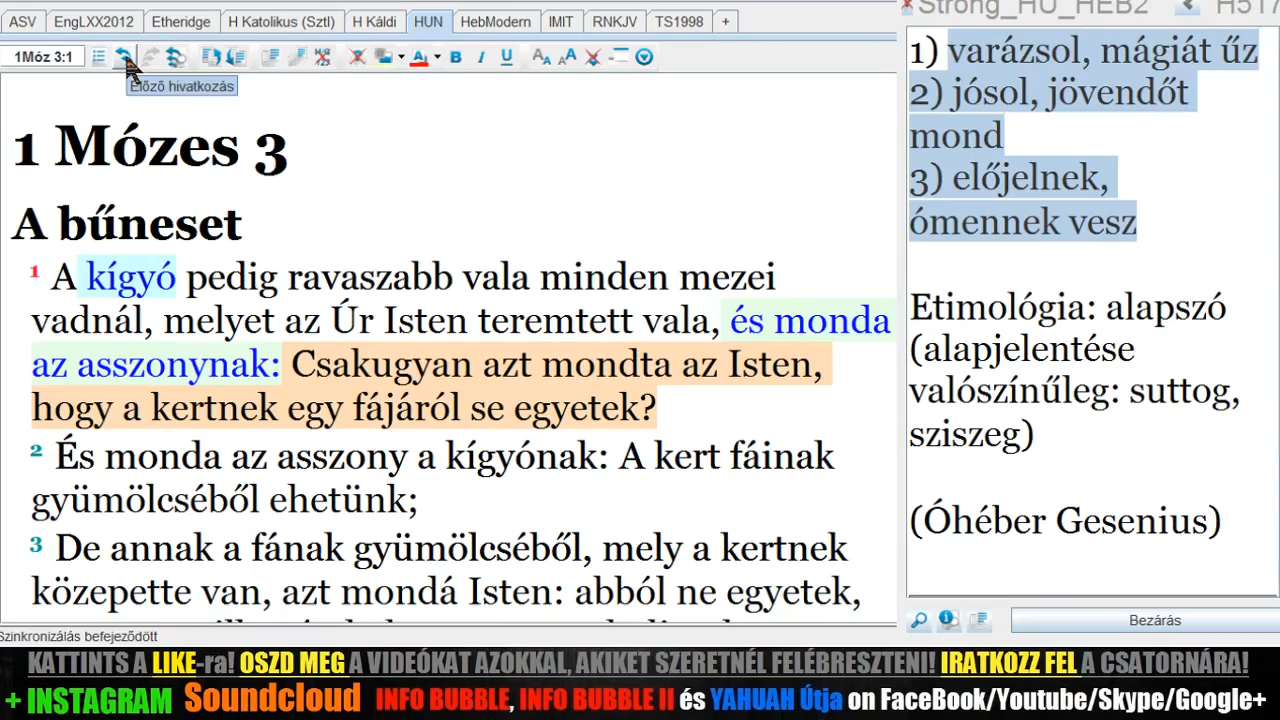 ASV EngLXX2012 Etheridge H Katolikus (Sztl) H Káldi HUN HebModern IMIT RNKJV TS1998 +
Strong_HU_HEB2
1Móz 3:1
Előző hivatkozás
1 Mózes 3
A bűneset
1 A kígyó pedig ravaszabb vala minden mezei
vadnál, melyet az Úr Isten teremtett vala, és monda
az asszonynak: Csakugyan azt mondta az Isten,
hogy a kertnek egy fájáról se egyetek?
2 És monda az asszony a kígyónak: A kert fáinak
gyümölcséből ehetünk;
3 De annak a fának gyümölcséből, mely a kertnek
közepette van, azt mondá Isten: abból ne egyetek,
1) varázsol, mágiát űz
2) jósol, jövendőt
mond
3) előjelnek,
ómennek vesz
Etimológia: alapszó
(alapjelentése
valószínűleg: suttog,
sziszeg)
(Óhéber Gesenius)
Bezárás
Szinkronizálás befejeződött
KATTINTS A LIKE-ra! OSZD MEG A VIDEÓKAT AZOKKAL, AKIKET SZERETNÉL FELÉBRESZTENI! IRATKOZZ FEL A CSATORNÁRA!
+ INSTAGRAM Soundcloud INFO BUBBLE, INFO BUBBLE II és YAHUAH Útja on FaceBook/Youtube/Skype/Google+